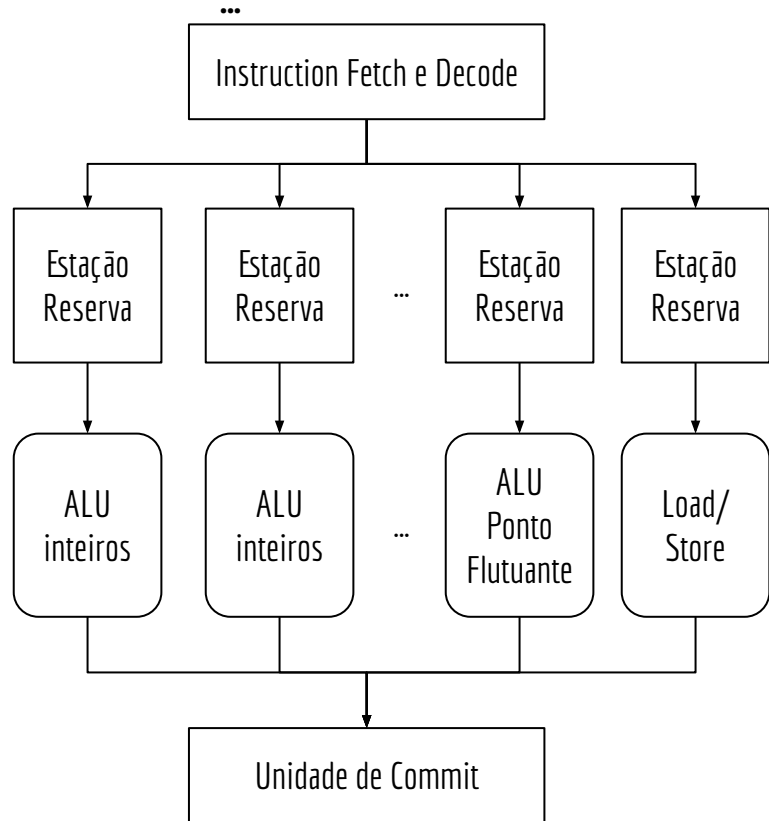 ...
Instruction Fetch e Decode
Estação
Reserva
Estação
Reserva
...
Estação
Reserva
Estação
Reserva
ALU
inteiros
ALU
inteiros
...
ALU
Ponto
Flutuante
Load/
Store
Unidade de Commit